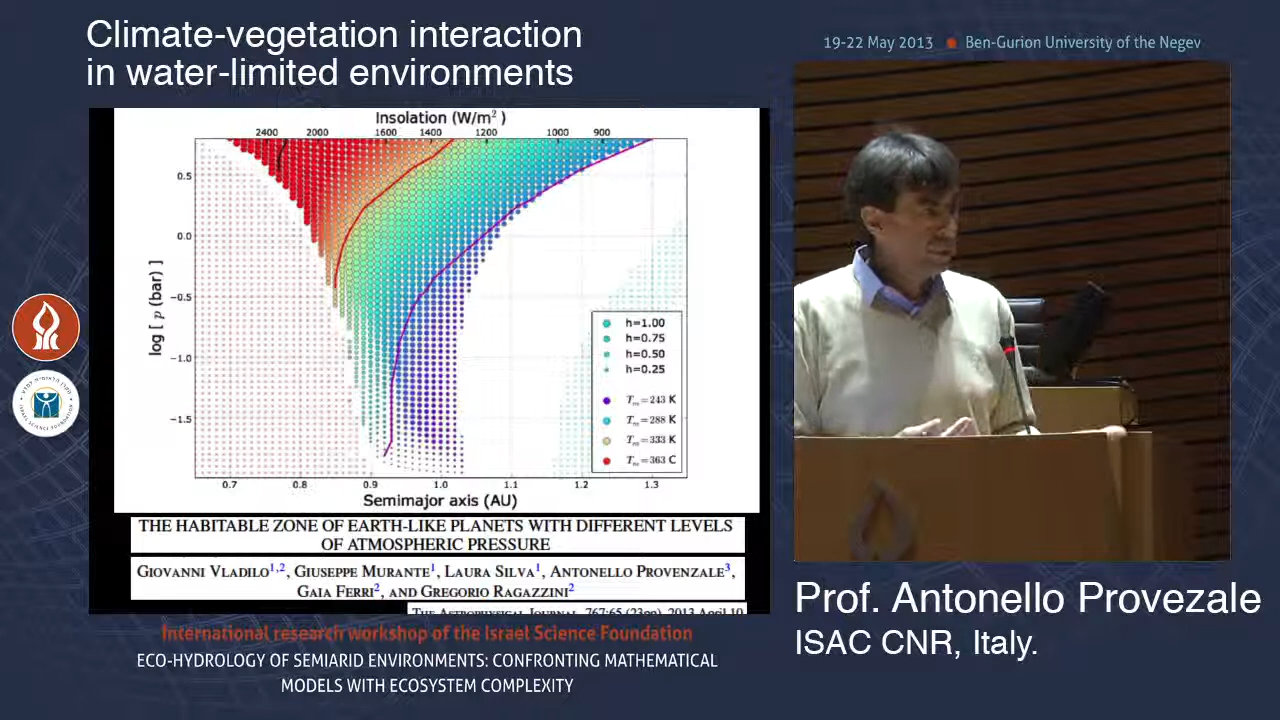 Climate-vegetation interaction
in water-limited environments
19-22 May 2013 Ben-Gurion University of the Negev
Insolation (W/m²)
2400 2000 1600 1400 1200 1000 900
0.5
0.0
−0.5
−1.0
−1.5
log [ p (bar) ]
h=1.00
h=0.75
h=0.50
h=0.25
Tm=243 K
Tm=288 K
Tm=333 K
Tm=363 C
0.7 0.8 0.9 1.0 1.1 1.2 1.3
Semimajor axis (AU)
THE HABITABLE ZONE OF EARTH-LIKE PLANETS WITH DIFFERENT LEVELS
OF ATMOSPHERIC PRESSURE
GIOVANNI VLADILO1,2, GIUSEPPE MURANTE1, LAURA SILVA1, ANTONELLO PROVENZALE3,
GAIA FERRI2, AND GREGORIO RAGAZZINI2
THE ASTROPHYSICAL JOURNAL, 767:65 (23pp), 2013 April 10
International research workshop of the Israel Science Foundation
ECO-HYDROLOGY OF SEMIARID ENVIRONMENTS: CONFRONTING MATHEMATICAL
MODELS WITH ECOSYSTEM COMPLEXITY
Prof. Antonello Provezale
ISAC CNR, Italy.